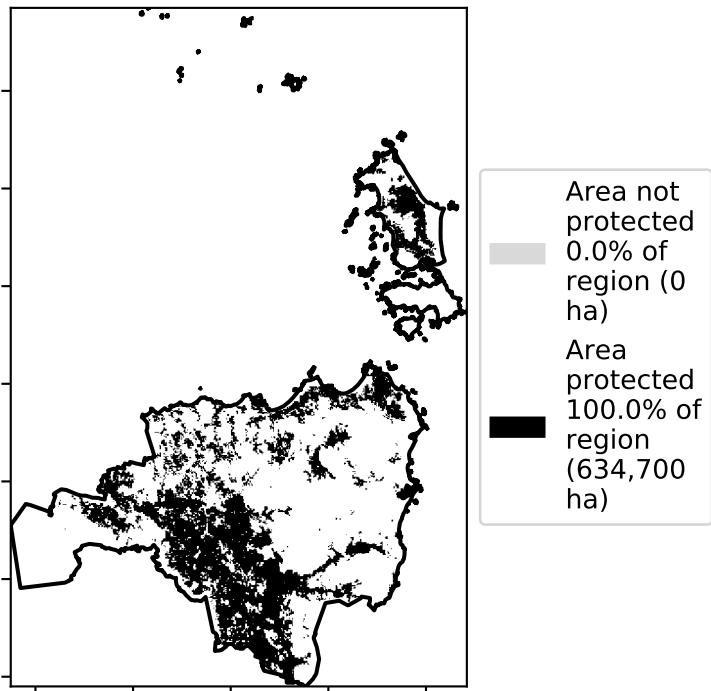 Area not
protected
0.0% of
region (0
ha)
Area
protected
100.0% of
region
(634,700
ha)